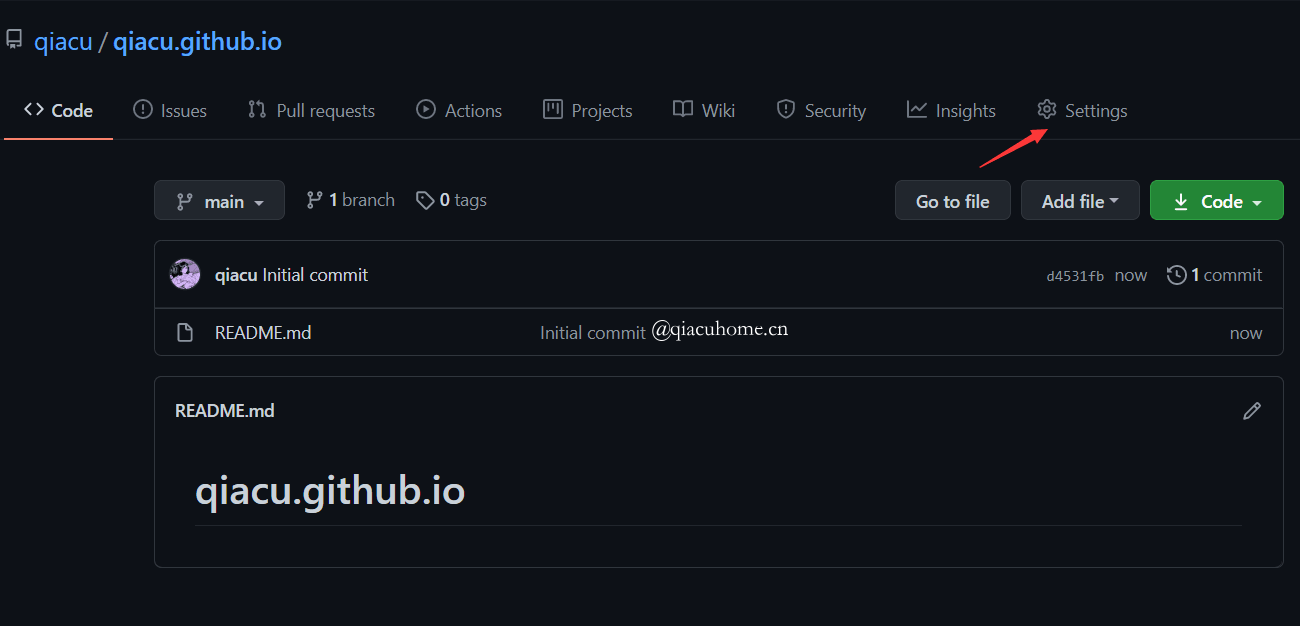 qiacu / qiacu.github.io
Code Issues Pull requests Actions Projects Wiki Security Insights Settings
main 1 branch 0 tags Go to file Add file Code
qiacu Initial commit d4531fb now 1 commit
README.md Initial commit @qiacuhome.cn now
README.md
qiacu.github.io